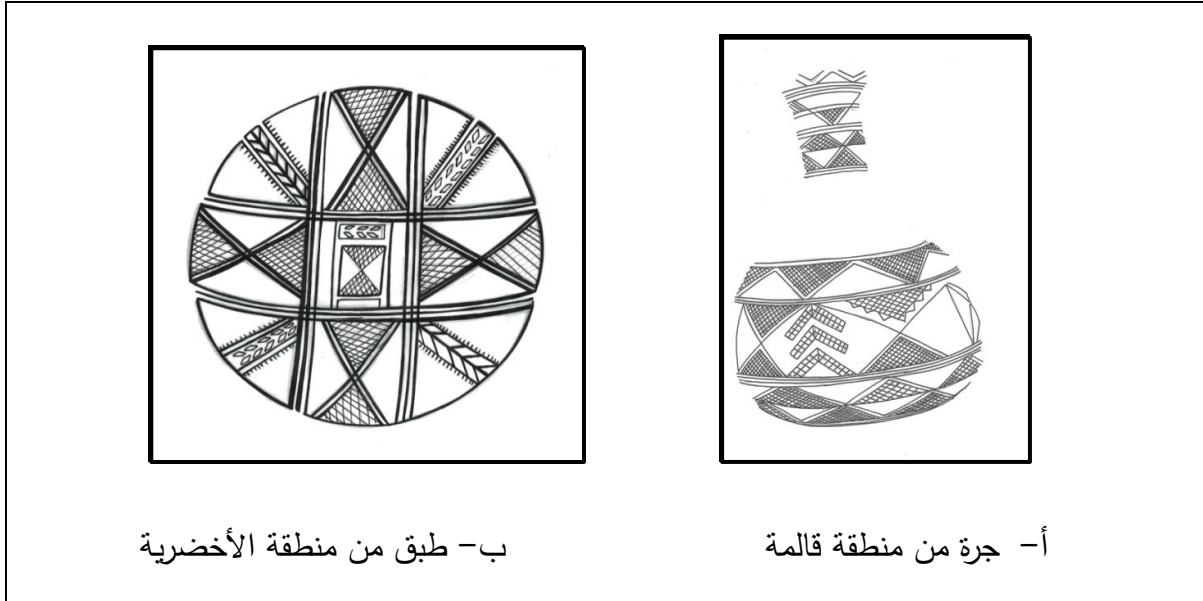 أ- جرة من منطقة قالمة
ب- طبق من منطقة الأخضرية